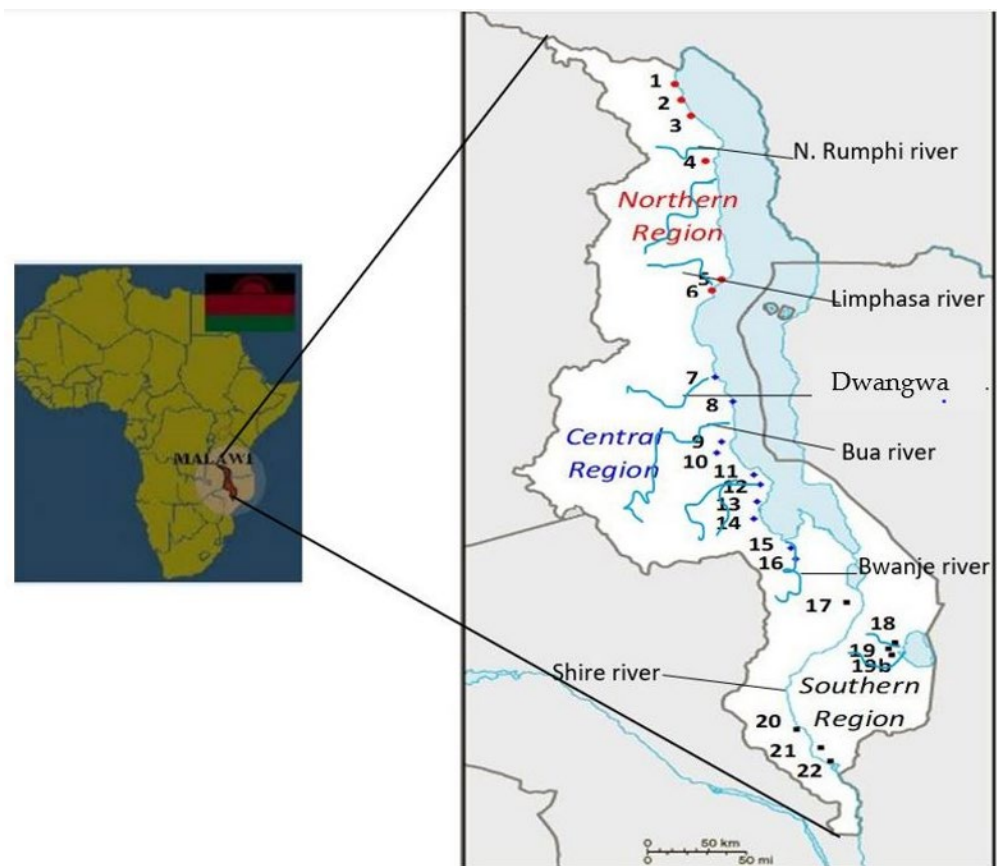 MALAWI
1
2
3
N. Rumphi river
4
Northern
Region
5
6
Limphasa river
7
Dwangwa
8
Central
Region
9
10
Bua river
11
12
13
14
15
16
Bwanje river
17
18
19
19b
Shire river
Southern
Region
20
21
22
0 50 km
0 50 mi